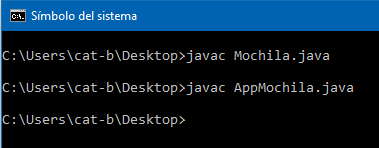 Símbolo del sistema
C:\Users\cat-b\Desktop>javac Mochila.java
C:\Users\cat-b\Desktop>javac AppMochila.java
C:\Users\cat-b\Desktop>